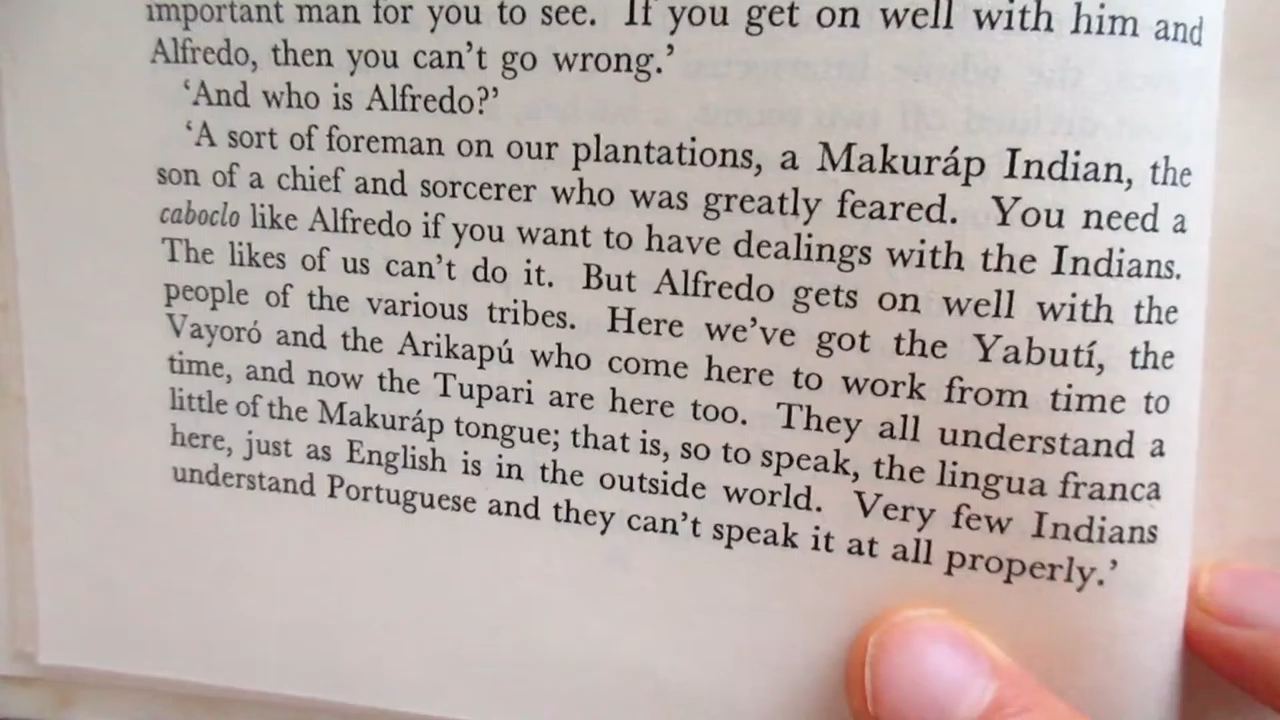 important man for you to see. If you get on well with him and
Alfredo, then you can't go wrong.'
'And who is Alfredo?'
'A sort of foreman on our plantations, a Makuráp Indian, the
son of a chief and sorcerer who was greatly feared. You need a
caboclo like Alfredo if you want to have dealings with the Indians.
The likes of us can't do it. But Alfredo gets on well with the
people of the various tribes. Here we've got the Yabutí, the
Vayoró and the Arikapú who come here to work from time to
time, and now the Tupari are here too. They all understand a
little of the Makuráp tongue; that is, so to speak, the lingua franca
here, just as English is in the outside world. Very few Indians
understand Portuguese and they can't speak it at all properly.'